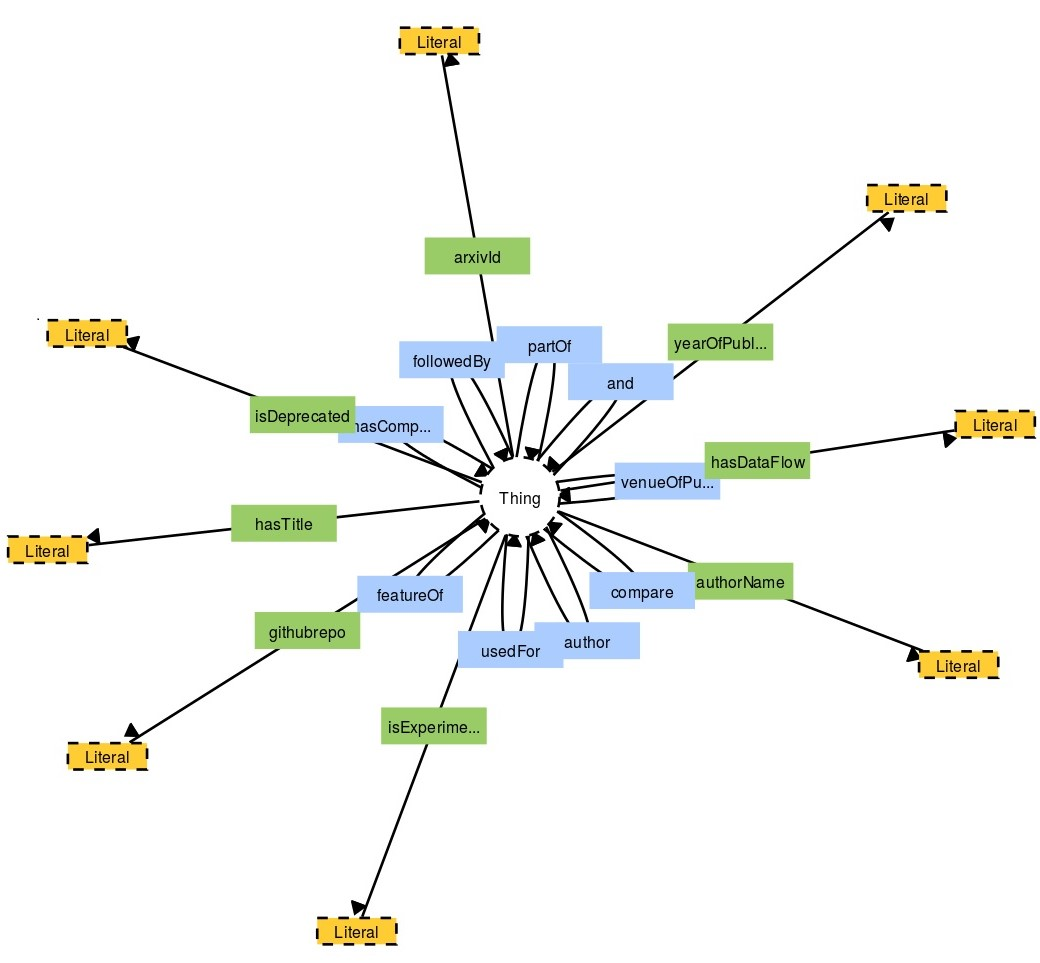 Literal
Literal
arxivId
Literal
yearOfPubl...
partOf
followedBy
and
isDeprecated
hasComp...
Literal
hasDataFlow
venueOfPu...
Thing
hasTitle
Literal
featureOf
compare
authorName
githubrepo
usedFor
author
Literal
isExperime...
Literal
Literal